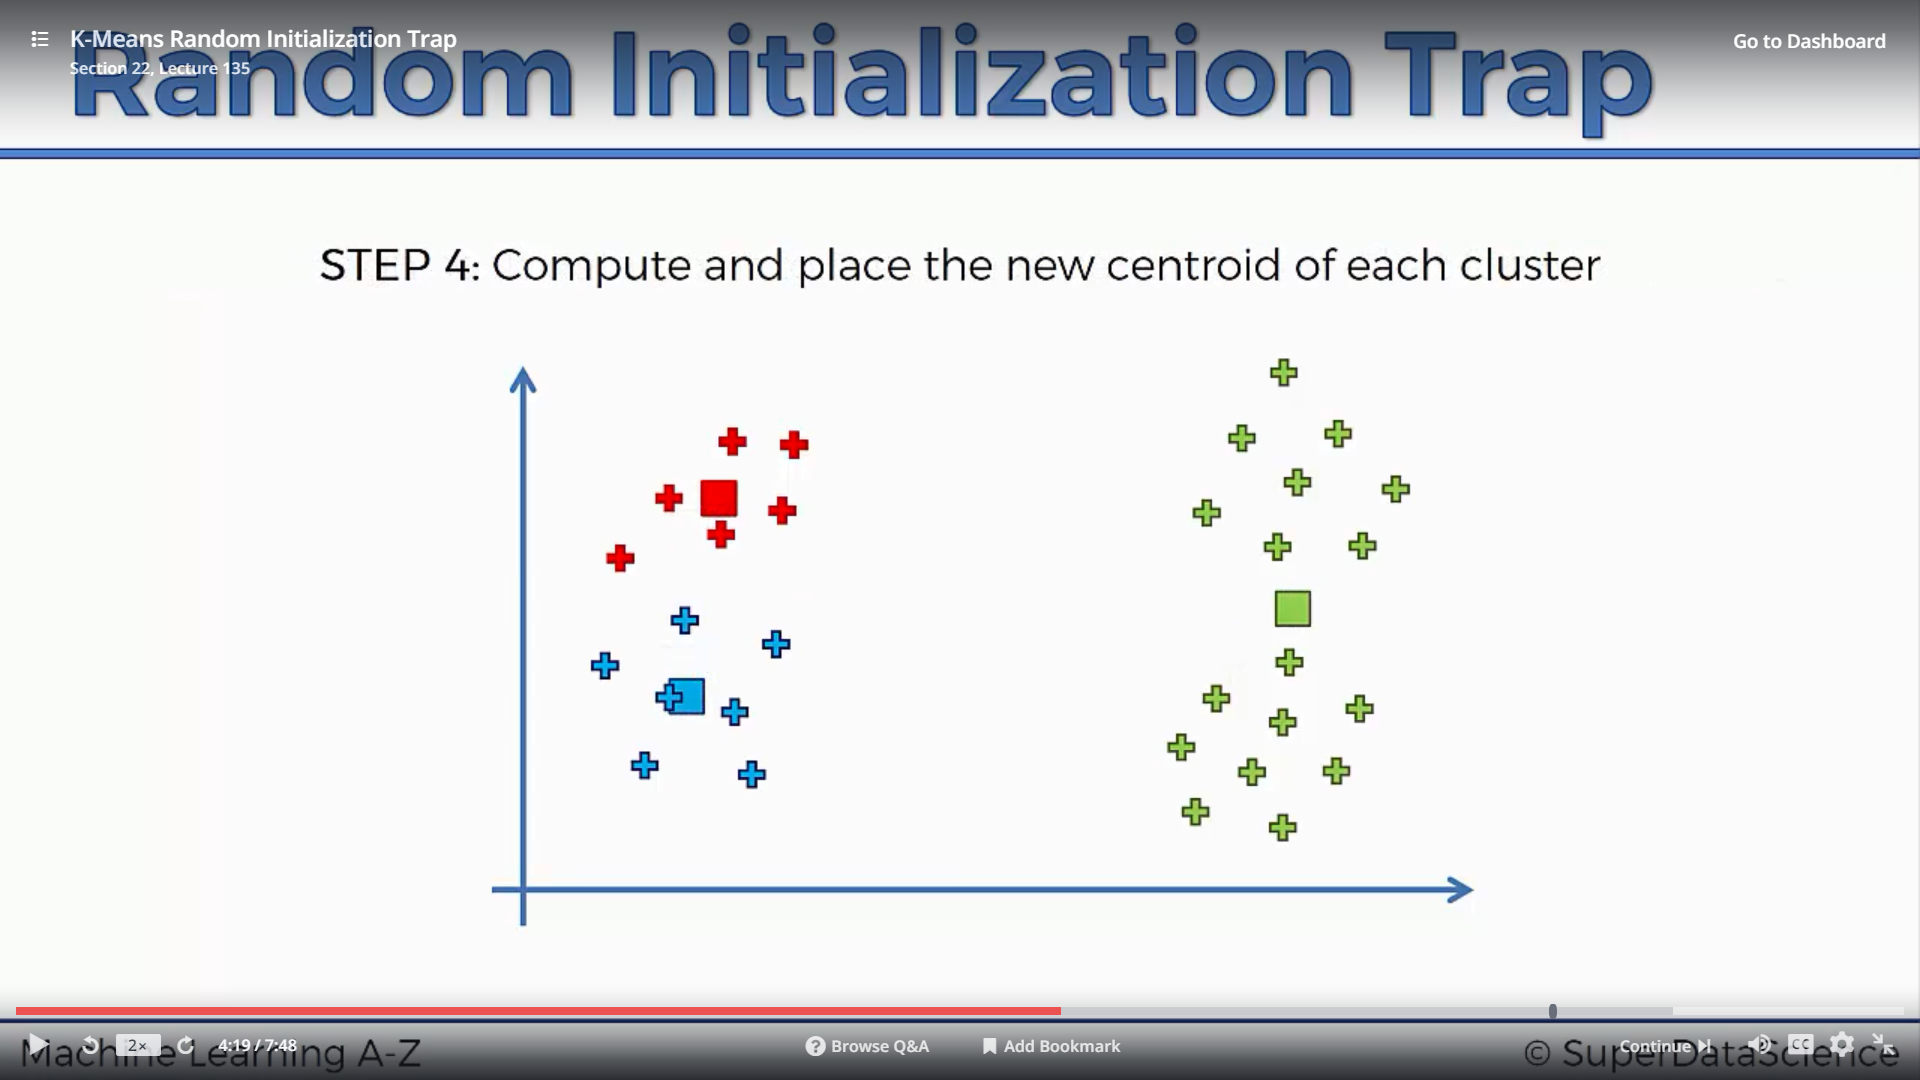 K-Means Random Initialization Trap
Go to Dashboard
Section 22, Lecture 135
Random Initialization Trap
STEP 4: Compute and place the new centroid of each cluster
2×
4:19 / 7:48
Browse Q&A
Add Bookmark
Continue
CC
Machine Learning A-Z
© SuperDataScience